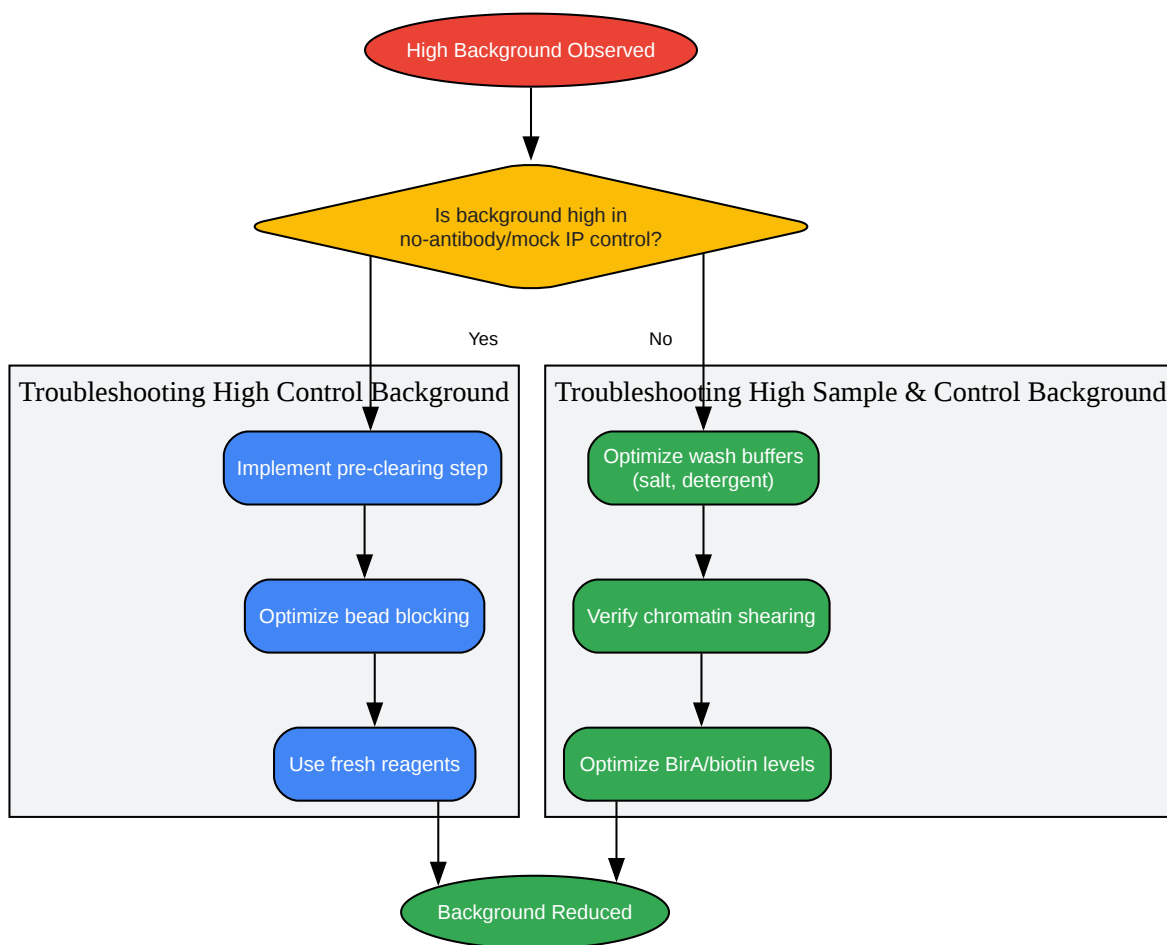 High Background Observed
Is background high in
no-antibody/mock IP control?
Yes
No
Troubleshooting High Control Background
Implement pre-clearing step
Optimize bead blocking
Use fresh reagents
Troubleshooting High Sample & Control Background
Optimize wash buffers
(salt, detergent)
Verify chromatin shearing
Optimize BirA/biotin levels
Background Reduced